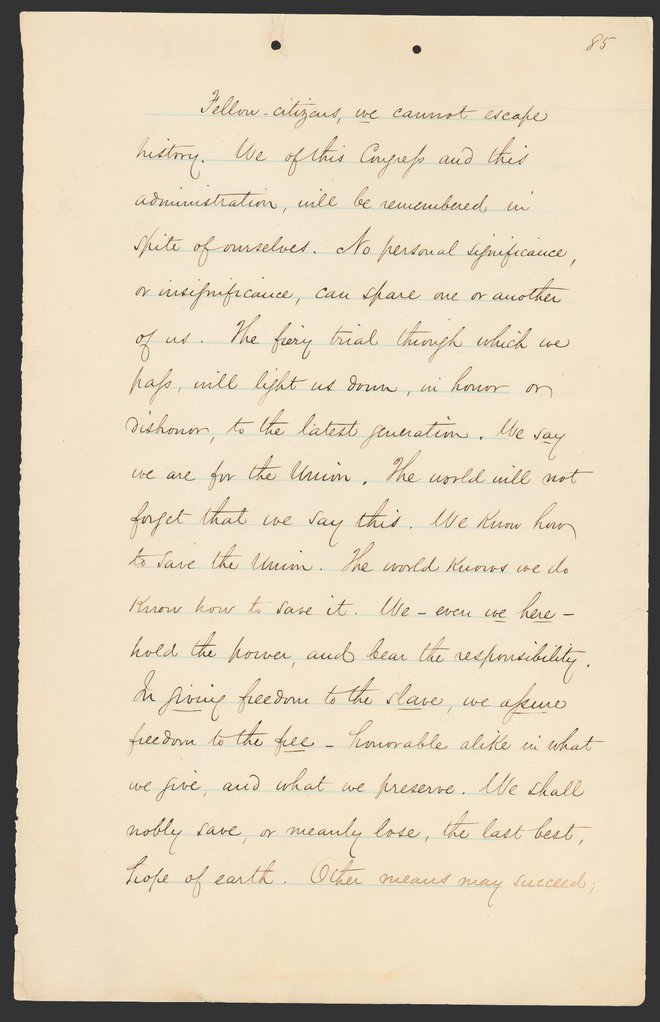 85
Fellow-citizens, we cannot escape
history. We of this Congress and this
administration, will be remembered in
spite of ourselves. No personal significance,
or insignificance, can spare one or another
of us. The fiery trial through which we
pass, will light us down, in honor or
dishonor, to the latest generation. We say
we are for the Union. The world will not
forget that we say this. We know how
to save the Union. The world knows we do
know how to save it. We – even we here –
hold the power, and bear the responsibility.
In giving freedom to the slave, we assure
freedom to the free – honorable alike in what
we give, and what we preserve. We shall
nobly save, or meanly lose, the last best,
hope of earth. Other means may succeed;